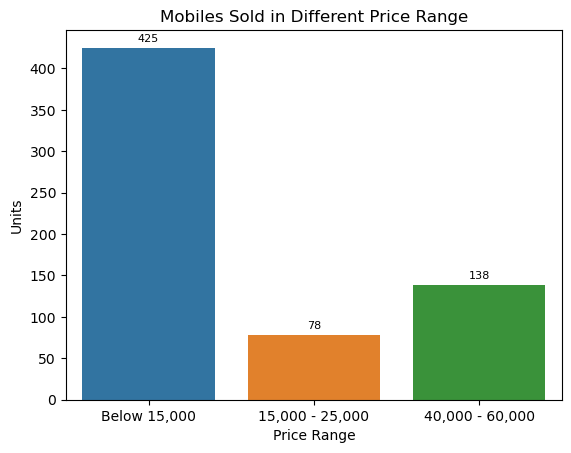 Mobiles Sold in Different Price Range
425
400
350
300
250
200
150
138
100
78
50
0
Units
Below 15,000
15,000 - 25,000
40,000 - 60,000
Price Range